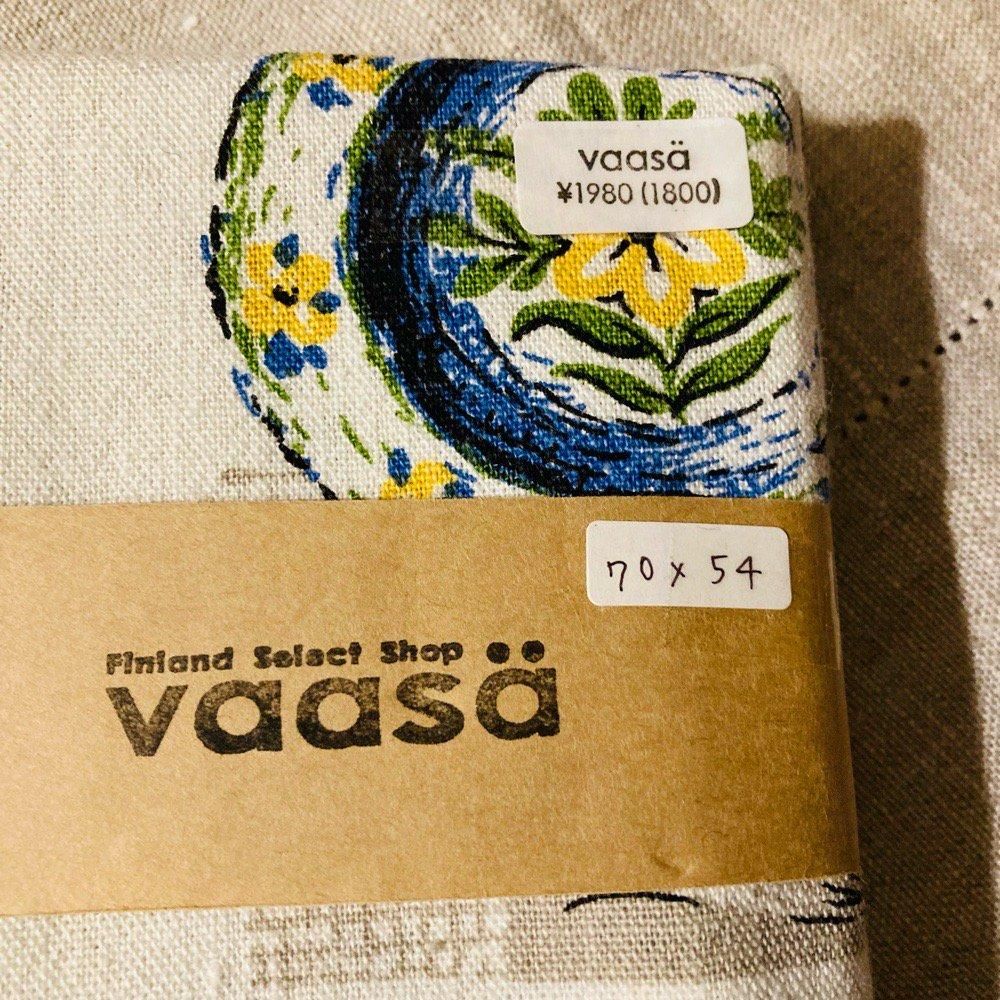 vaasä
¥1980 (1800)
70 x 54
Finland Select Shop
vaasä